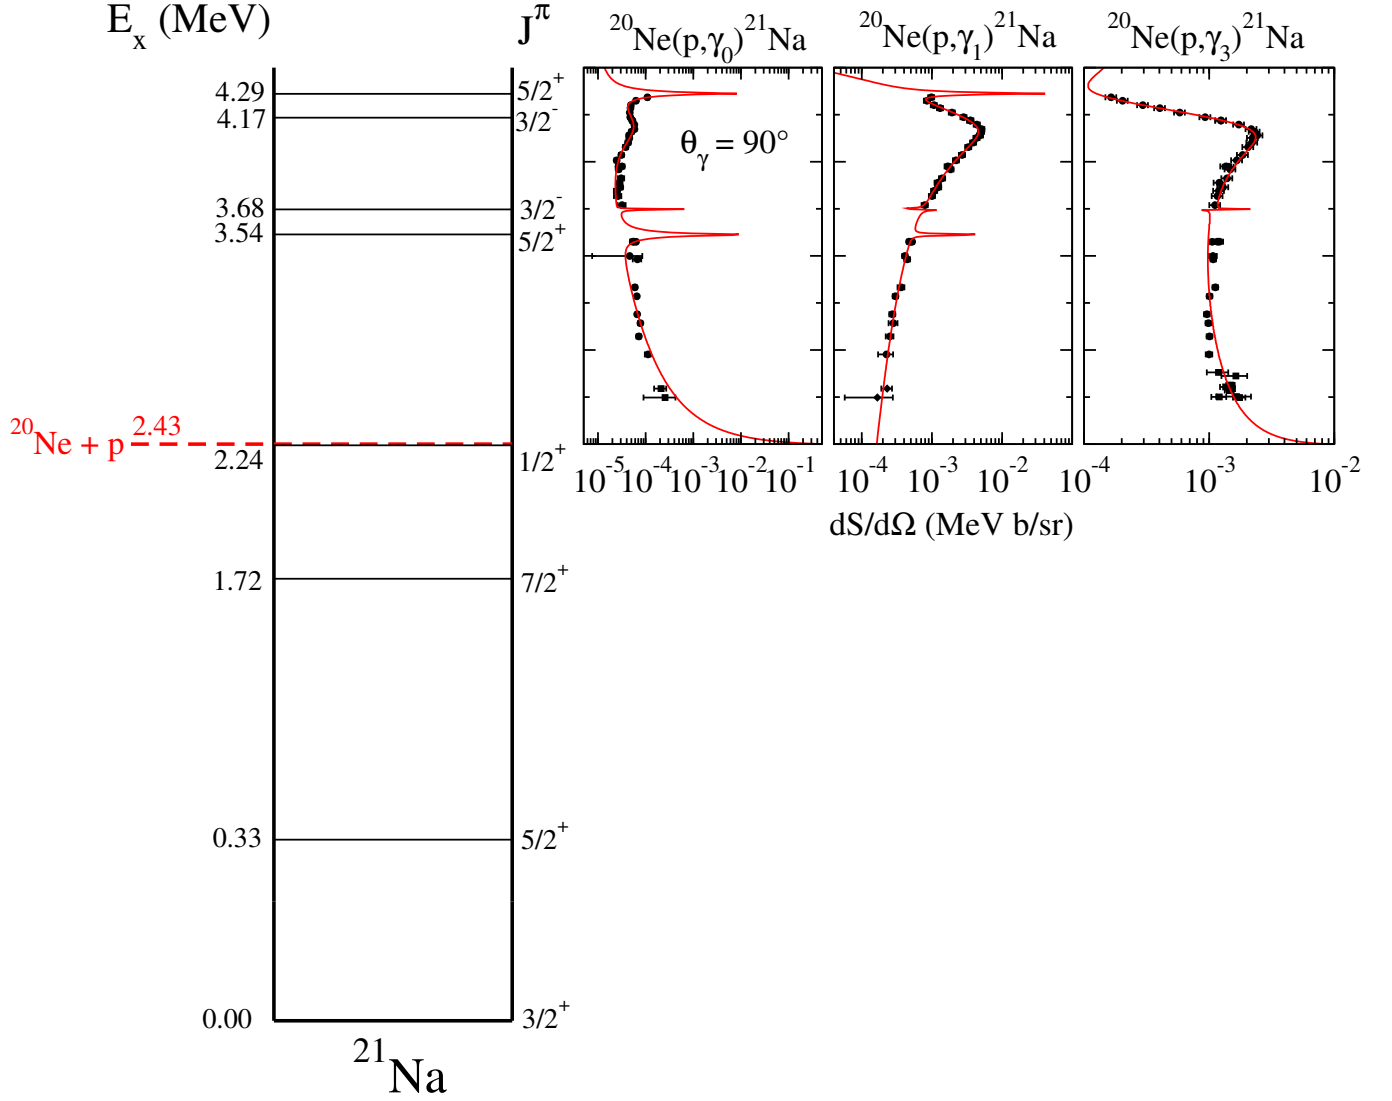 E_x (MeV)
J^π
^20Ne(p,γ_0)^21Na
^20Ne(p,γ_1)^21Na
^20Ne(p,γ_3)^21Na
θ_γ = 90°
4.29
5/2^+
4.17
3/2^-
3.68
3/2^-
3.54
5/2^+
^20Ne + p
2.43
2.24
1/2^+
1.72
7/2^+
0.33
5/2^+
0.00
3/2^+
^21Na
10^-5 10^-4 10^-3 10^-2 10^-1
10^-4 10^-3 10^-2
10^-4 10^-3 10^-2
dS/dΩ (MeV b/sr)